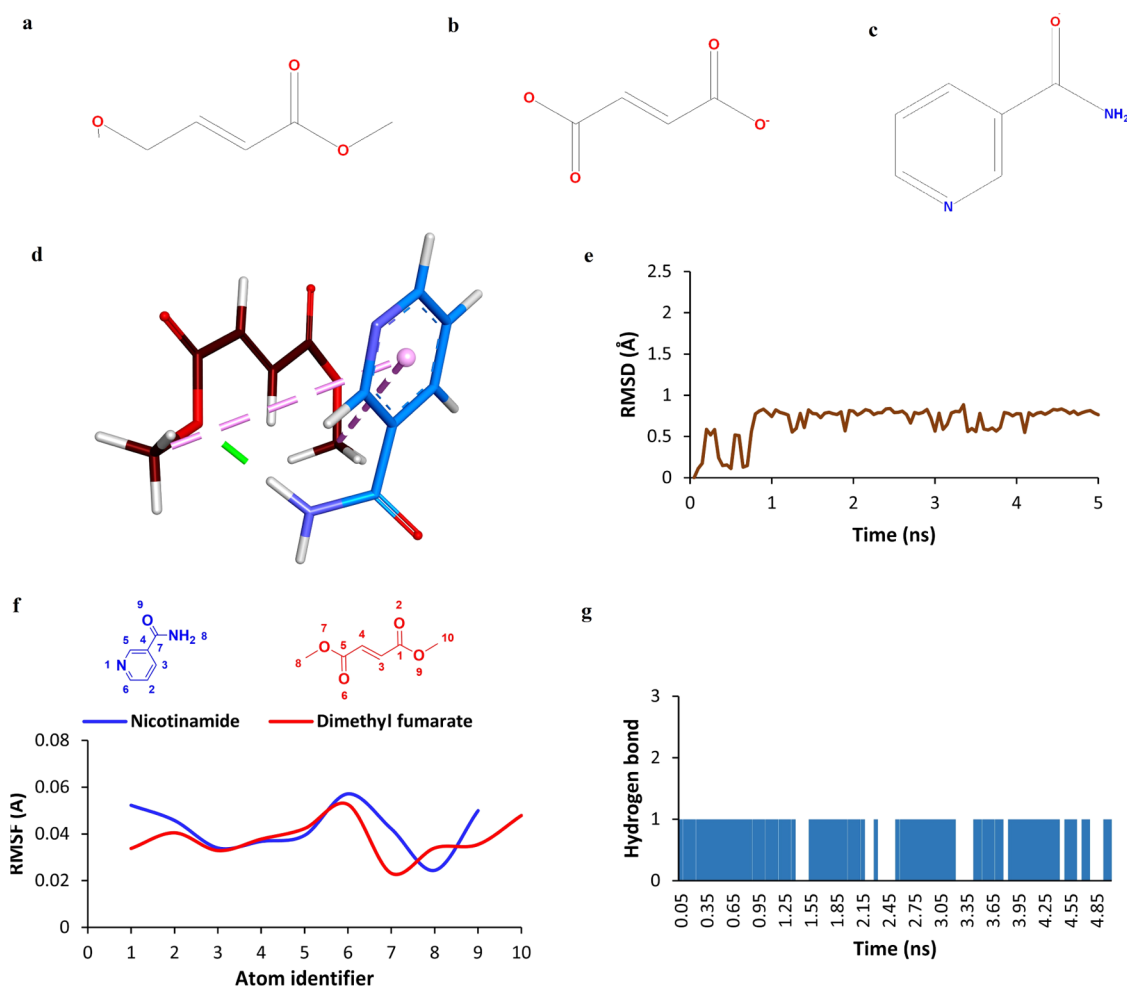 a
b
c
O
O
O
O
O
O
O-
O
NH2
N
d
e
2.5
2
1.5
1
0.5
0
RMSD (Å)
0 1 2 3 4 5
Time (ns)
f
9
O
5 4 NH2 8
7
1 N 3
6 2
2
7 4 O 10
O 5
8 1 O
O 3 9
6
Nicotinamide
Dimethyl fumarate
0.08
0.06
0.04
0.02
0
RMSF (A)
0 1 2 3 4 5 6 7 8 9 10
Atom identifier
g
3
2
1
0
Hydrogen bond
0.05 0.35 0.65 0.95 1.25 1.55 1.85 2.15 2.45 2.75 3.05 3.35 3.65 3.95 4.25 4.55 4.85
Time (ns)